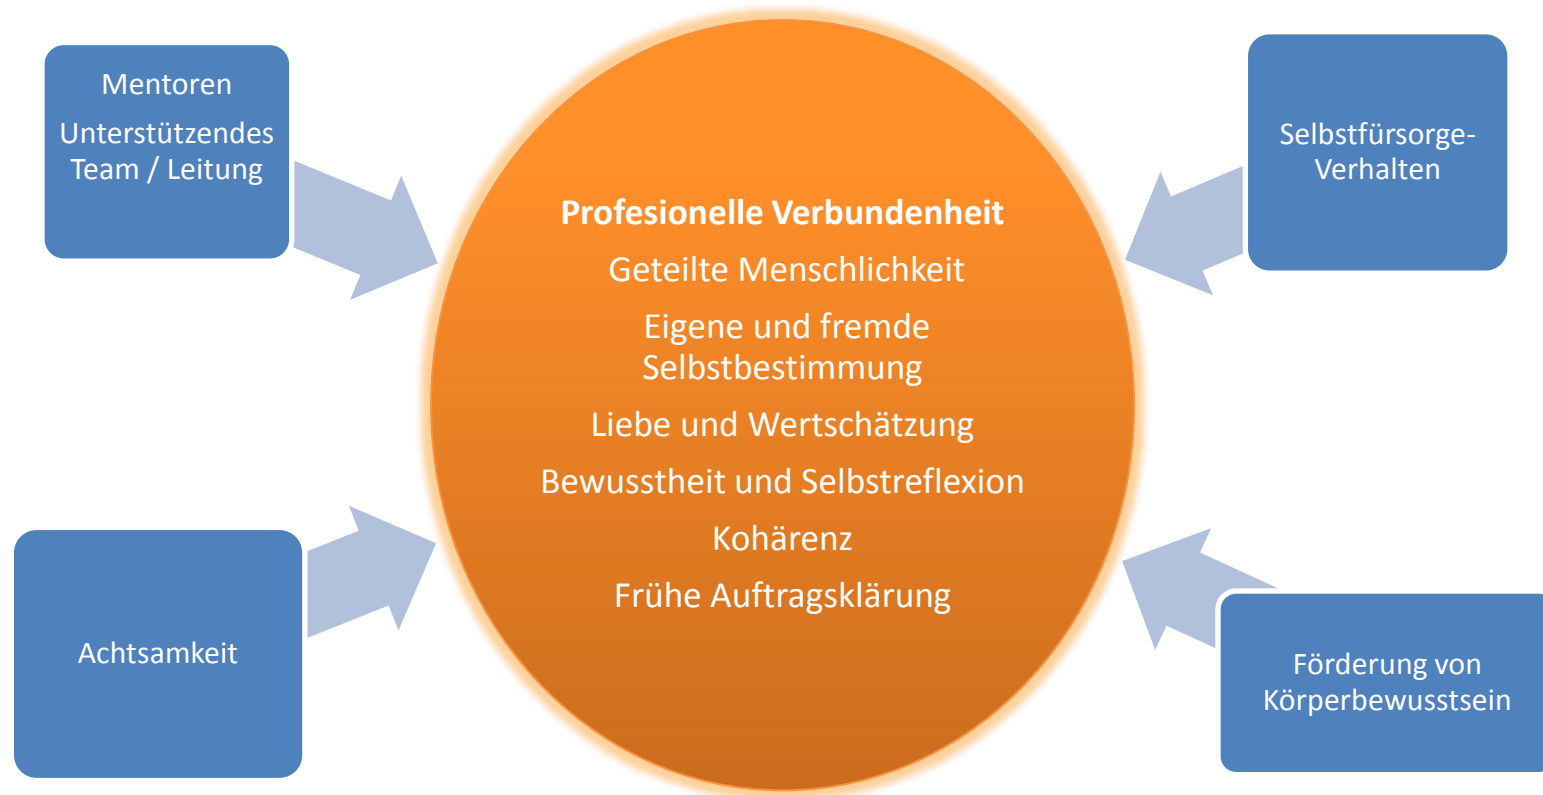 Mentoren
Unterstützendes
Team / Leitung
Selbstfürsorge-
Verhalten
Profesionelle Verbundenheit
Geteilte Menschlichkeit
Eigene und fremde
Selbstbestimmung
Liebe und Wertschätzung
Bewusstheit und Selbstreflexion
Kohärenz
Frühe Auftragsklärung
Achtsamkeit
Förderung von
Körperbewusstsein